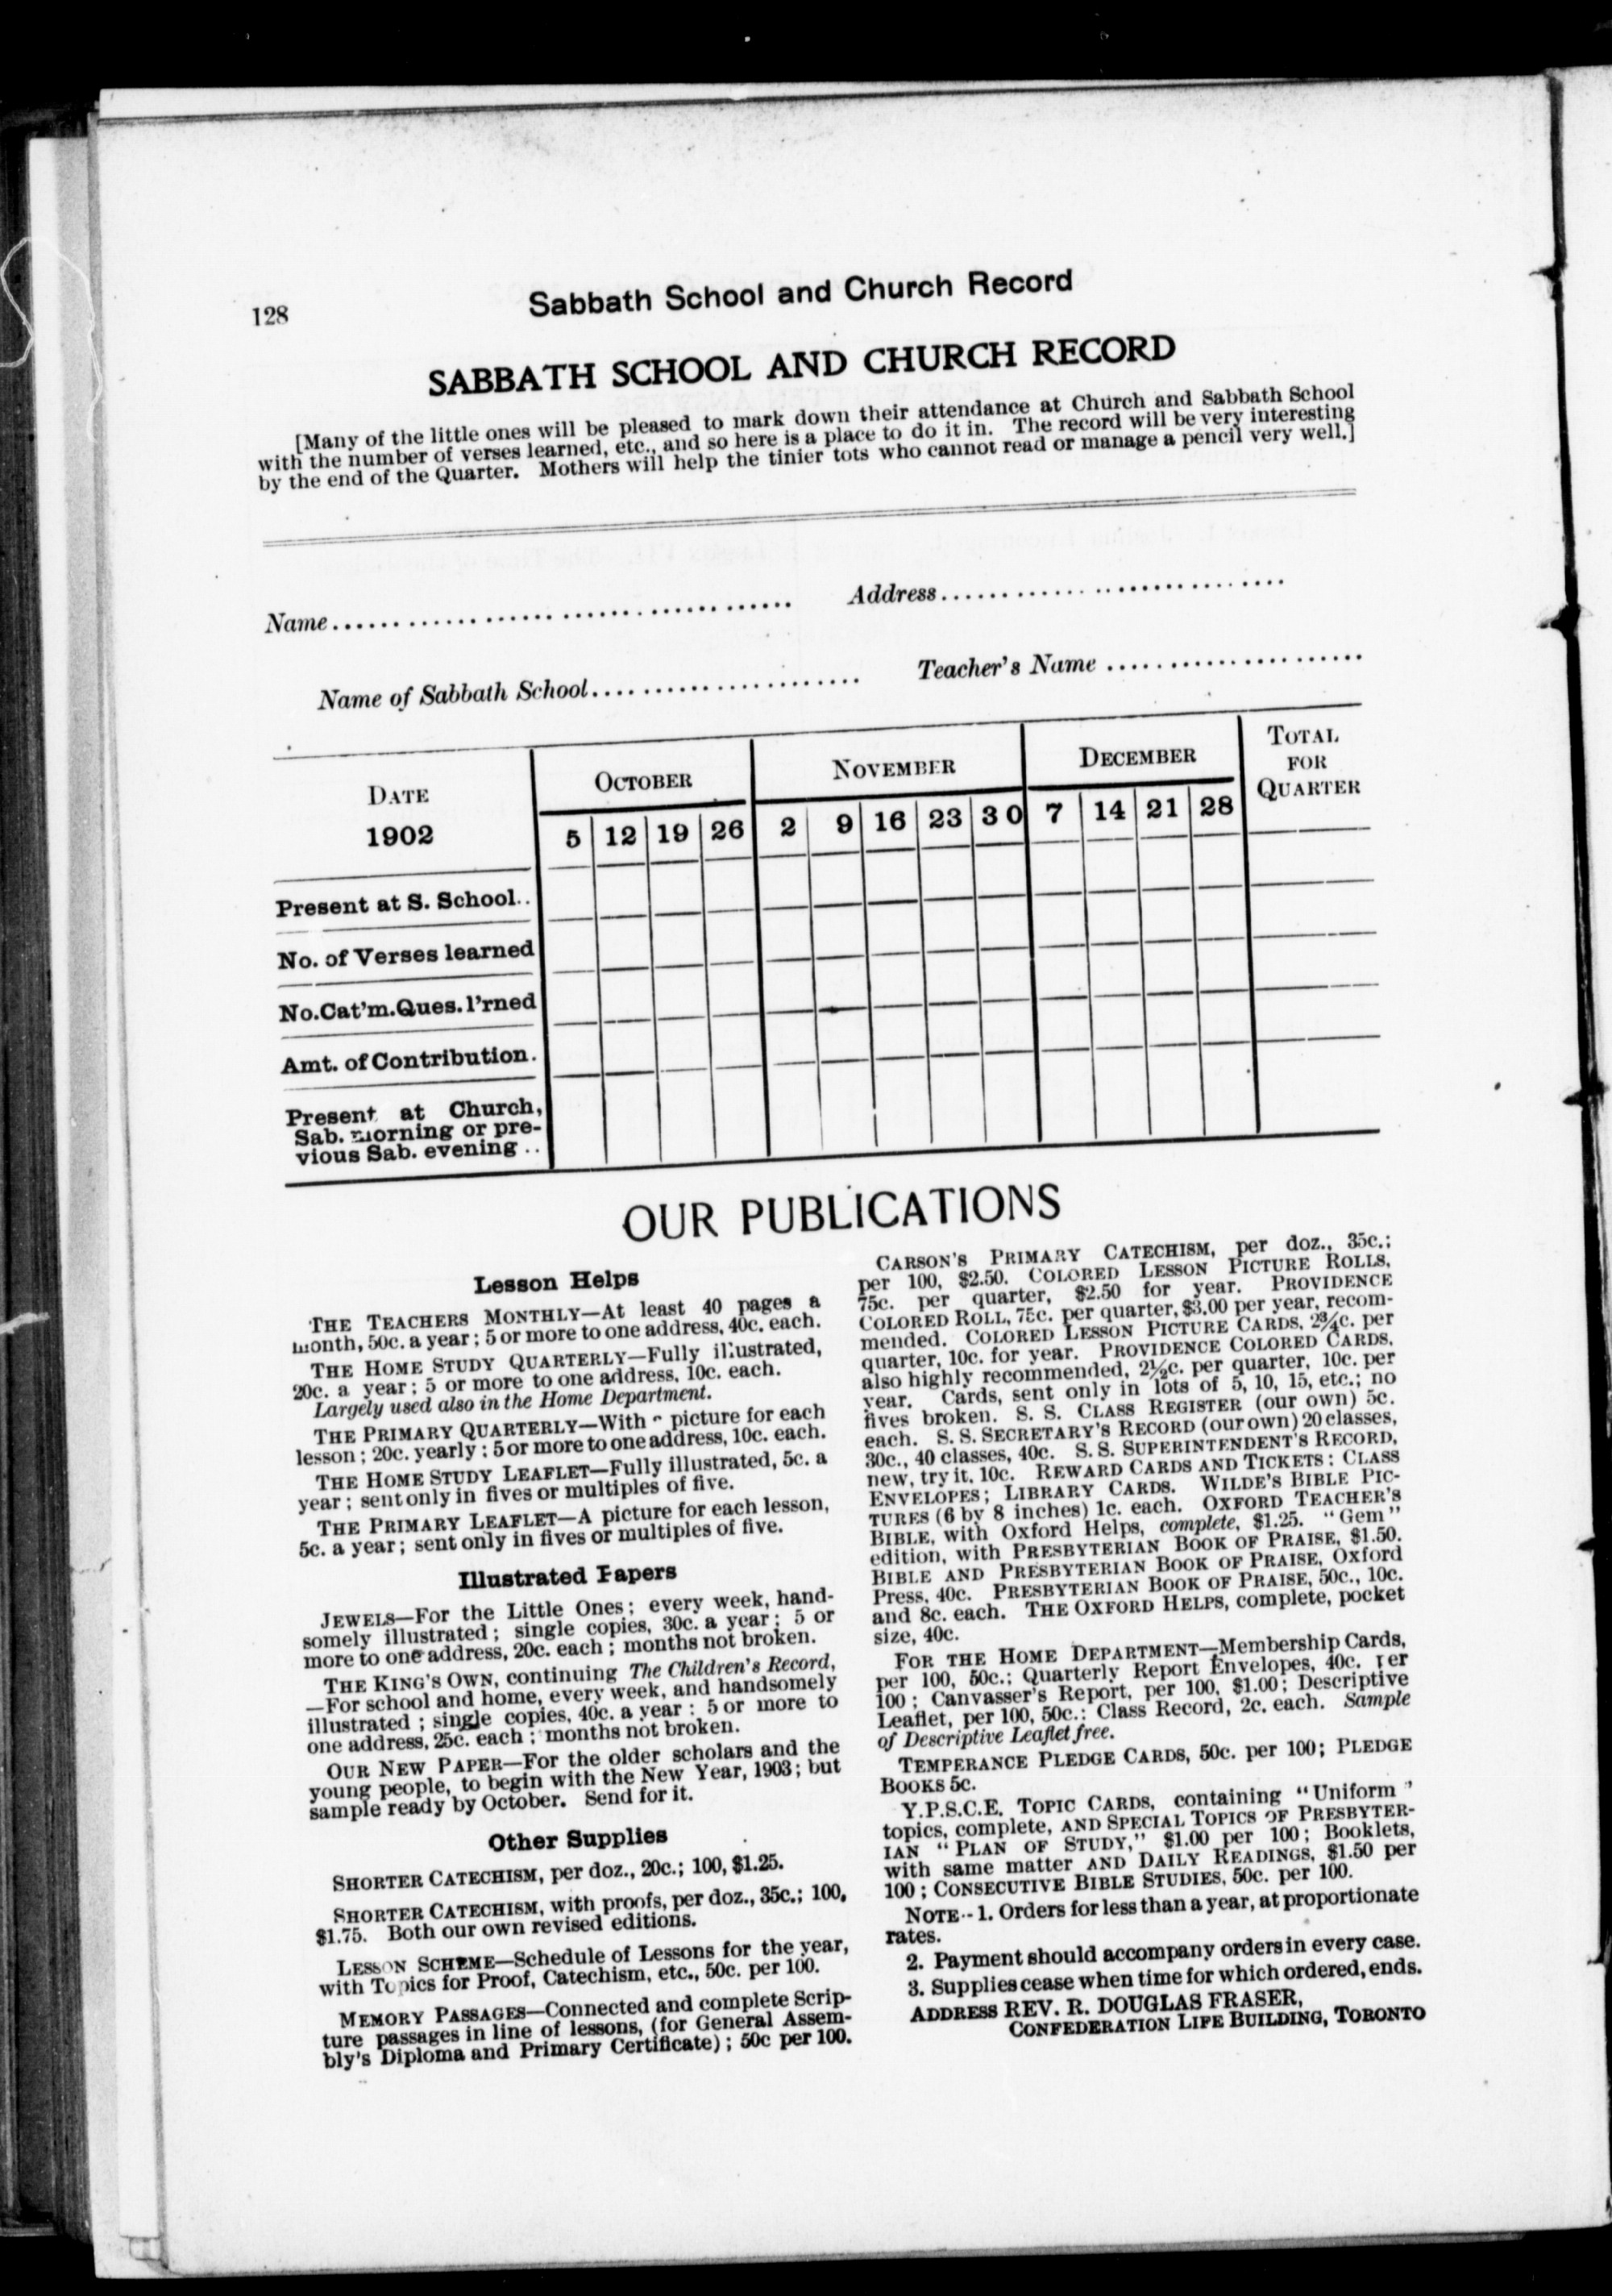 128
Sabbath School and Church Record
SABBATH SCHOOL AND CHURCH RECORD
[Many of the little ones will be pleased to mark down their attendance at Church and Sabbath School
with the number of verses learned, etc., and so here is a place to do it in. The record will be very interesting
by the end of the Quarter. Mothers will help the tinier tots who cannot read or manage a pencil very well.]
Name........................................ Address..............................
Name of Sabbath School...................... Teacher's Name .....................
DATE OCTOBER NOVEMBER DECEMBER TOTAL
FOR
QUARTER
1902 5 12 19 26 2 9 16 23 30 7 14 21 28
Present at S. School..
No. of Verses learned
No.Cat'm.Ques.l'rned
Amt. of Contribution.
Present at Church,
Sab. morning or pre-
vious Sab. evening ..
OUR PUBLICATIONS
Lesson Helps
THE TEACHERS MONTHLY—At least 40 pages a
month, 50c. a year; 5 or more to one address, 40c. each.
THE HOME STUDY QUARTERLY—Fully illustrated,
20c. a year; 5 or more to one address, 10c. each.
Largely used also in the Home Department.
THE PRIMARY QUARTERLY—With picture for each
lesson; 20c. yearly; 5 or more to one address, 10c. each.
THE HOME STUDY LEAFLET—Fully illustrated, 5c. a
year; sent only in fives or multiples of five.
THE PRIMARY LEAFLET—A picture for each lesson,
5c. a year; sent only in fives or multiples of five.
Illustrated Papers
JEWELS—For the Little Ones; every week, hand-
somely illustrated; single copies, 30c. a year; 5 or
more to one address, 20c. each; months not broken.
THE KING'S OWN, continuing The Children's Record,
—For school and home, every week, and handsomely
illustrated; single copies, 40c. a year: 5 or more to
one address, 25c. each; months not broken.
OUR NEW PAPER—For the older scholars and the
young people, to begin with the New Year, 1903; but
sample ready by October. Send for it.
Other Supplies
SHORTER CATECHISM, per doz., 20c.; 100, $1.25.
SHORTER CATECHISM, with proofs, per doz., 35c.; 100,
$1.75. Both our own revised editions.
LESSON SCHEME—Schedule of Lessons for the year,
with Topics for Proof, Catechism, etc., 50c. per 100.
MEMORY PASSAGES—Connected and complete Scrip-
ture passages in line of lessons, (for General Assem-
bly's Diploma and Primary Certificate); 50c per 100.
CARSON'S PRIMARY CATECHISM, per doz., 35c.;
per 100, $2.50. COLORED LESSON PICTURE ROLLS,
75c. per quarter, $2.50 for year. PROVIDENCE
COLORED ROLL, 75c. per quarter, $3.00 per year, recom-
mended. COLORED LESSON PICTURE CARDS, 2¾c. per
quarter, 10c. for year. PROVIDENCE COLORED CARDS,
also highly recommended, 2½c. per quarter, 10c. per
year. Cards, sent only in lots of 5, 10, 15, etc.; no
fives broken. S. S. CLASS REGISTER (our own) 5c.
each. S. S. SECRETARY'S RECORD (our own) 20 classes,
30c., 40 classes, 40c. S. S. SUPERINTENDENT'S RECORD,
new, try it, 10c. REWARD CARDS AND TICKETS: CLASS
ENVELOPES; LIBRARY CARDS. WILDE'S BIBLE PIC-
TURES (6 by 8 inches) 1c. each. OXFORD TEACHER'S
BIBLE, with Oxford Helps, complete, $1.25. "Gem"
edition, with PRESBYTERIAN BOOK OF PRAISE, $1.50.
BIBLE AND PRESBYTERIAN BOOK OF PRAISE, Oxford
Press, 40c. PRESBYTERIAN BOOK OF PRAISE, 50c., 10c.
and 8c. each. THE OXFORD HELPS, complete, pocket
size, 40c.
FOR THE HOME DEPARTMENT—Membership Cards,
per 100, 50c.; Quarterly Report Envelopes, 40c. per
100; Canvasser's Report, per 100, $1.00; Descriptive
Leaflet, per 100, 50c.: Class Record, 2c. each. Sample
of Descriptive Leaflet free.
TEMPERANCE PLEDGE CARDS, 50c. per 100; PLEDGE
BOOKS 5c.
Y.P.S.C.E. TOPIC CARDS, containing "Uniform"
topics, complete, AND SPECIAL TOPICS OF PRESBYTER-
IAN "PLAN OF STUDY," $1.00 per 100; Booklets,
with same matter AND DAILY READINGS, $1.50 per
100; CONSECUTIVE BIBLE STUDIES, 50c. per 100.
NOTE--1. Orders for less than a year, at proportionate
rates.
2. Payment should accompany orders in every case.
3. Supplies cease when time for which ordered, ends.
ADDRESS REV. R. DOUGLAS FRASER,
CONFEDERATION LIFE BUILDING, TORONTO